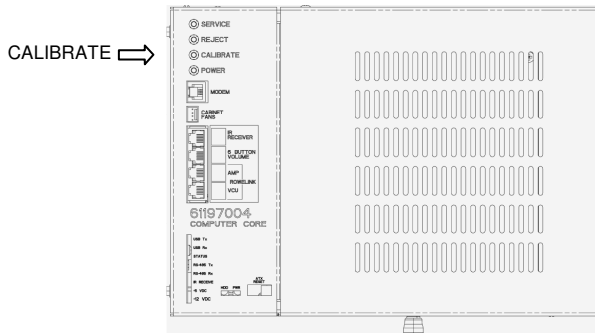 SERVICE
REJECT
CALIBRATE
CALIBRATE
POWER
MODEM
CABINET
FANS
IR
RECEIVER
5 BUTTON
VOLUME
AMP
ROWELINK
VCU
61197004
COMPUTER CORE
USB Tx
USB Rx
STATUS
RS-485 Tx
RS-485 Rx
IR RECEIVE
HDD PWR
ATX
RESET
+12 VDC